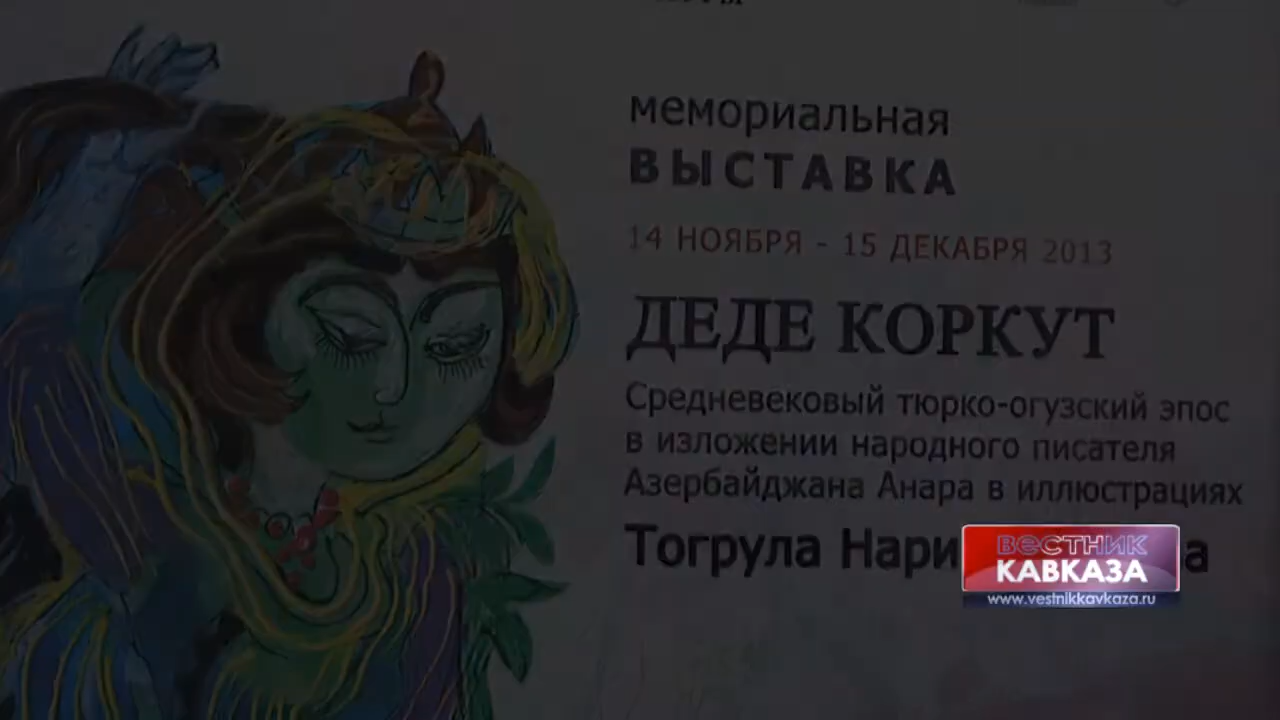 мемориальная
ВЫСТАВКА
14 НОЯБРЯ - 15 ДЕКАБРЯ 2013
ДЕДЕ КОРКУТ
Средневековый тюрко-огузский эпос
в изложении народного писателя
Азербайджана Анара в иллюстрациях
Тогрула
вестник
КАВКАЗА
www.vestnikkavkaza.ru